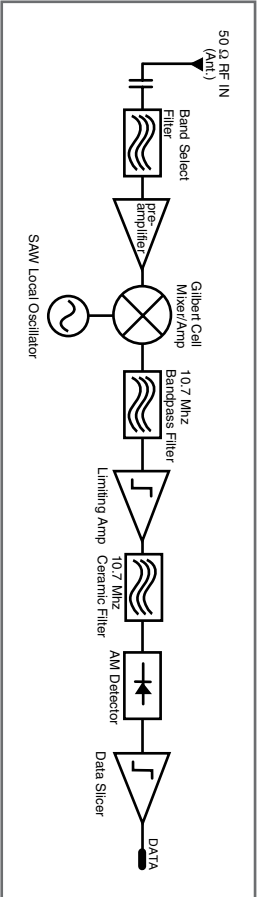 50 Ω RF IN
(Ant.)
Band Select
Filter
pre-
amplifier
Gilbert Cell
Mixer/Amp
SAW Local Oscillator
10.7 Mhz
Bandpass Filter
Limiting Amp
10.7 Mhz
Ceramic Filter
AM Detector
Data Slicer
DATA